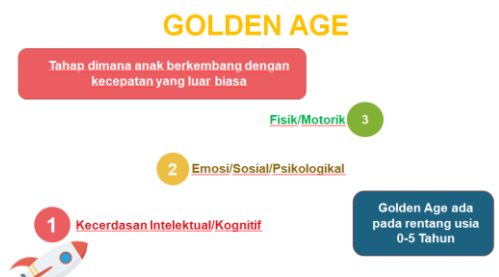 GOLDEN AGE
Tahap dimana anak berkembang dengan
kecepatan yang luar biasa
Fisik/Motorik 3
2 Emosi/Sosial/Psikologikal
1 Kecerdasan Intelektual/Kognitif
Golden Age ada
pada rentang usia
0-5 Tahun